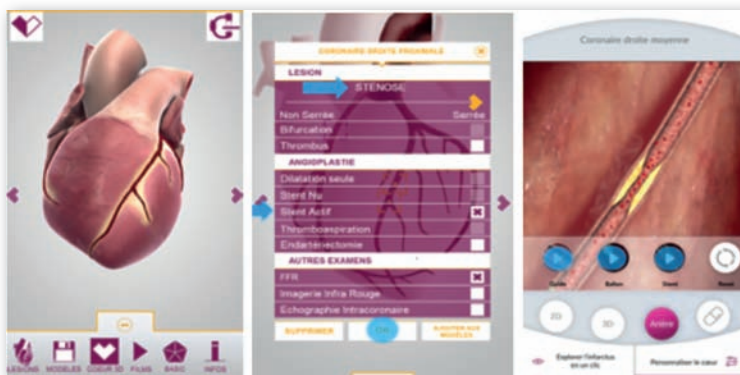 LESIONS
MODELES
COEUR 3D
FILMS
BASIC
INFOS
CORONAIRE DROITE PROXIMALE
LESION
STENOSE
Non Serrée
Serrée
Bifurcation
Thrombus
ANGIOPLASTIE
Dilatation seule
Stent Nu
Stent Actif
Thromboaspiration
Endartériectomie
AUTRES EXAMENS
FFR
Imagerie Infra Rouge
Echographie Intracoronaire
SUPPRIMER
OK
AJOUTER AUX
MODELES
Coronaire droite moyenne
Guide
Ballon
Stent
Reset
2D
3D
Artère
Explorer l'infarctus
en un clic
Personnaliser le cœur